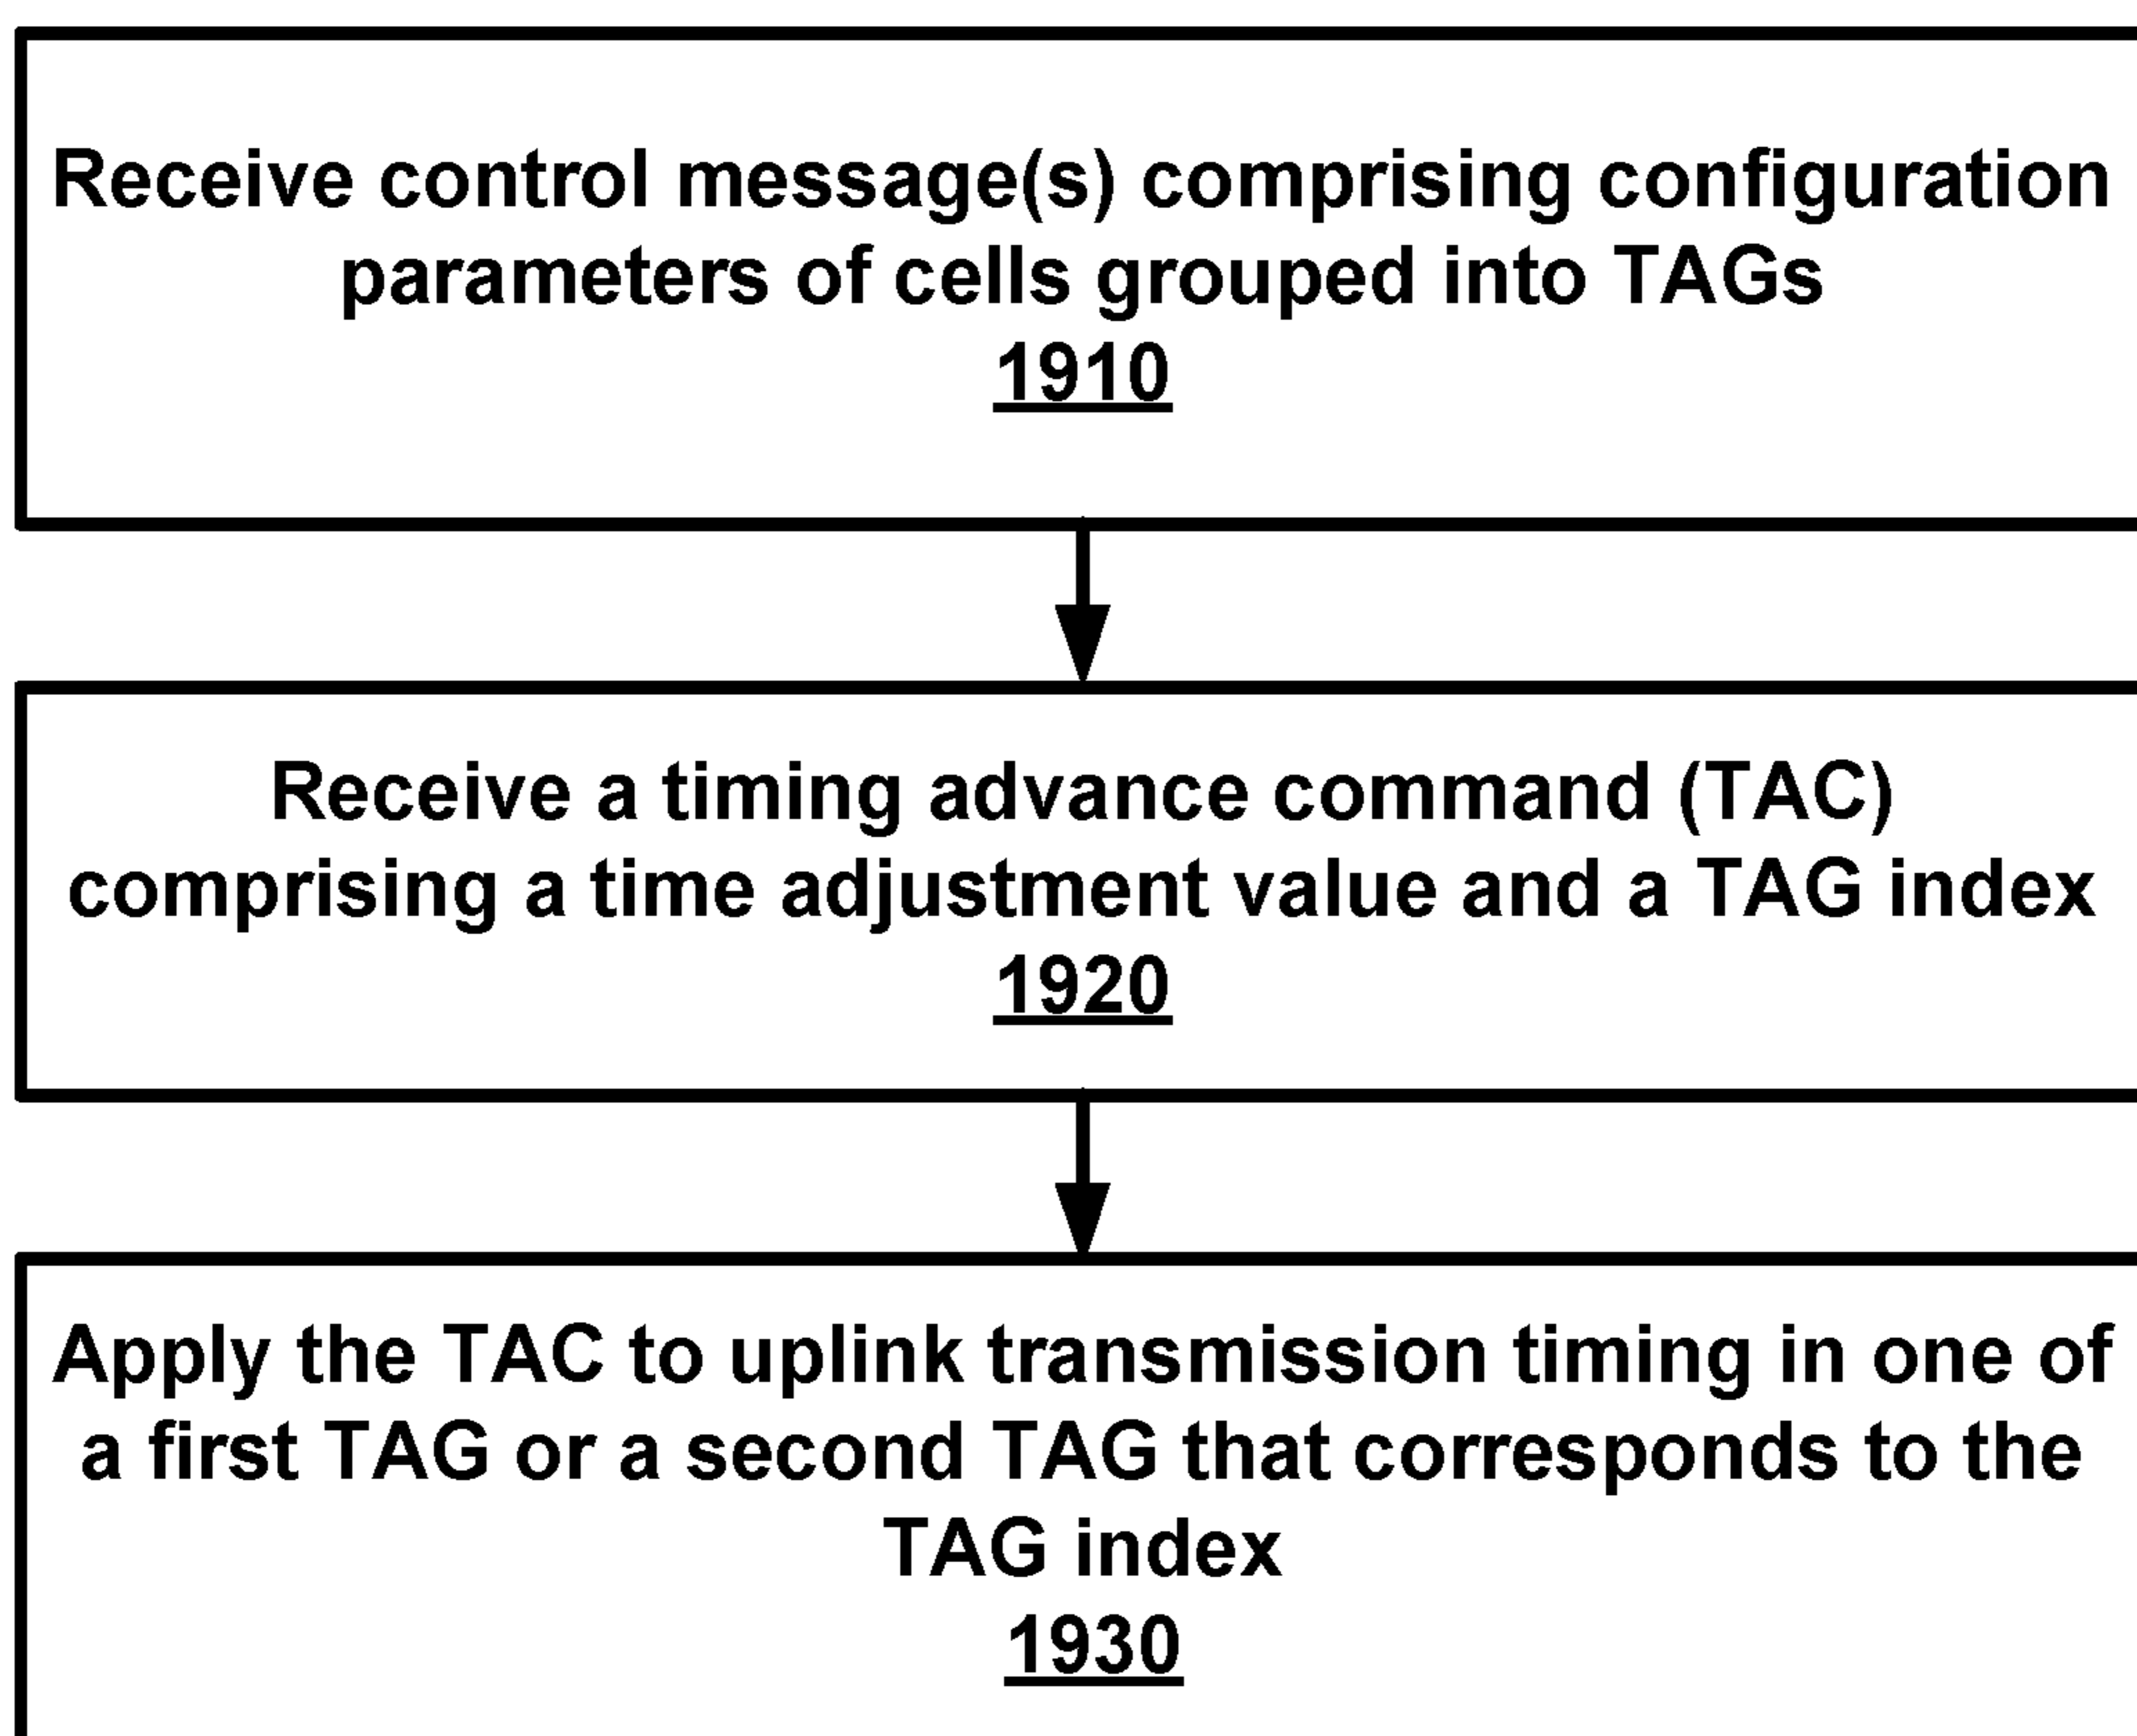 Receive control message(s) comprising configuration
parameters of cells grouped into TAGs
1910
Receive a timing advance command (TAC)
comprising a time adjustment value and a TAG index
1920
Apply the TAC to uplink transmission timing in one of
a first TAG or a second TAG that corresponds to the
TAG index
1930